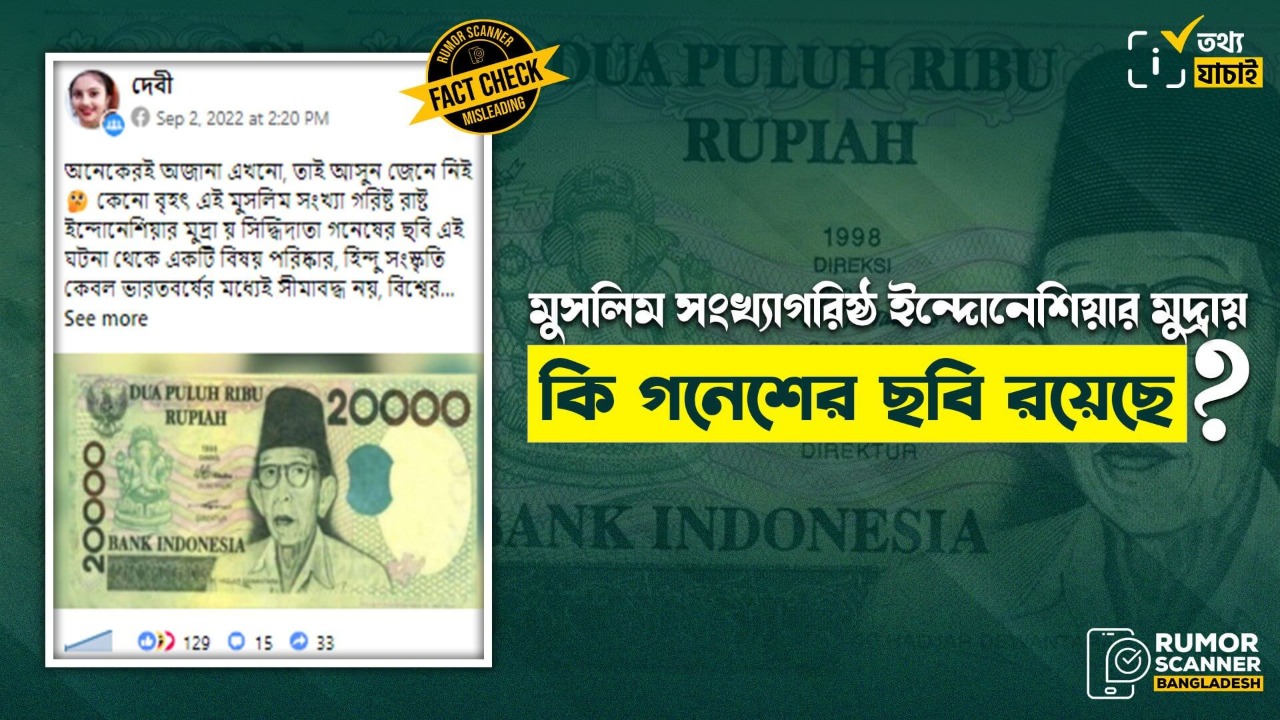 দেবী
Sep 2, 2022 at 2:20 PM
অনেকেরই অজানা এখনো, তাই আসুন জেনে নিই
🤔 কেনো বৃহৎ এই মুসলিম সংখ্যা গরিষ্ট রাষ্ট
ইন্দোনেশিয়ার মুদ্রা য় সিদ্ধিদাতা গনেষের ছবি এই
ঘটনা থেকে একটি বিষয় পরিষ্কার, হিন্দু সংস্কৃতি
কেবল ভারতবর্ষের মধ্যেই সীমাবদ্ধ নয়, বিশ্বের...
See more
DUA PULUH RIBU
RUPIAH
20000
1998
20000
BANK INDONESIA
129 15 33
RUMOR SCANNER
FACT CHECK
MISLEADING
DUA PULUH RIBU
RUPIAH
1998
DIREKSI
মুসলিম সংখ্যাগরিষ্ঠ ইন্দোনেশিয়ার মুদ্রায়
কি গনেশের ছবি রয়েছে?
DIREKTUR
BANK INDONESIA
তথ্য
যাচাই
RUMOR
SCANNER
BANGLADESH